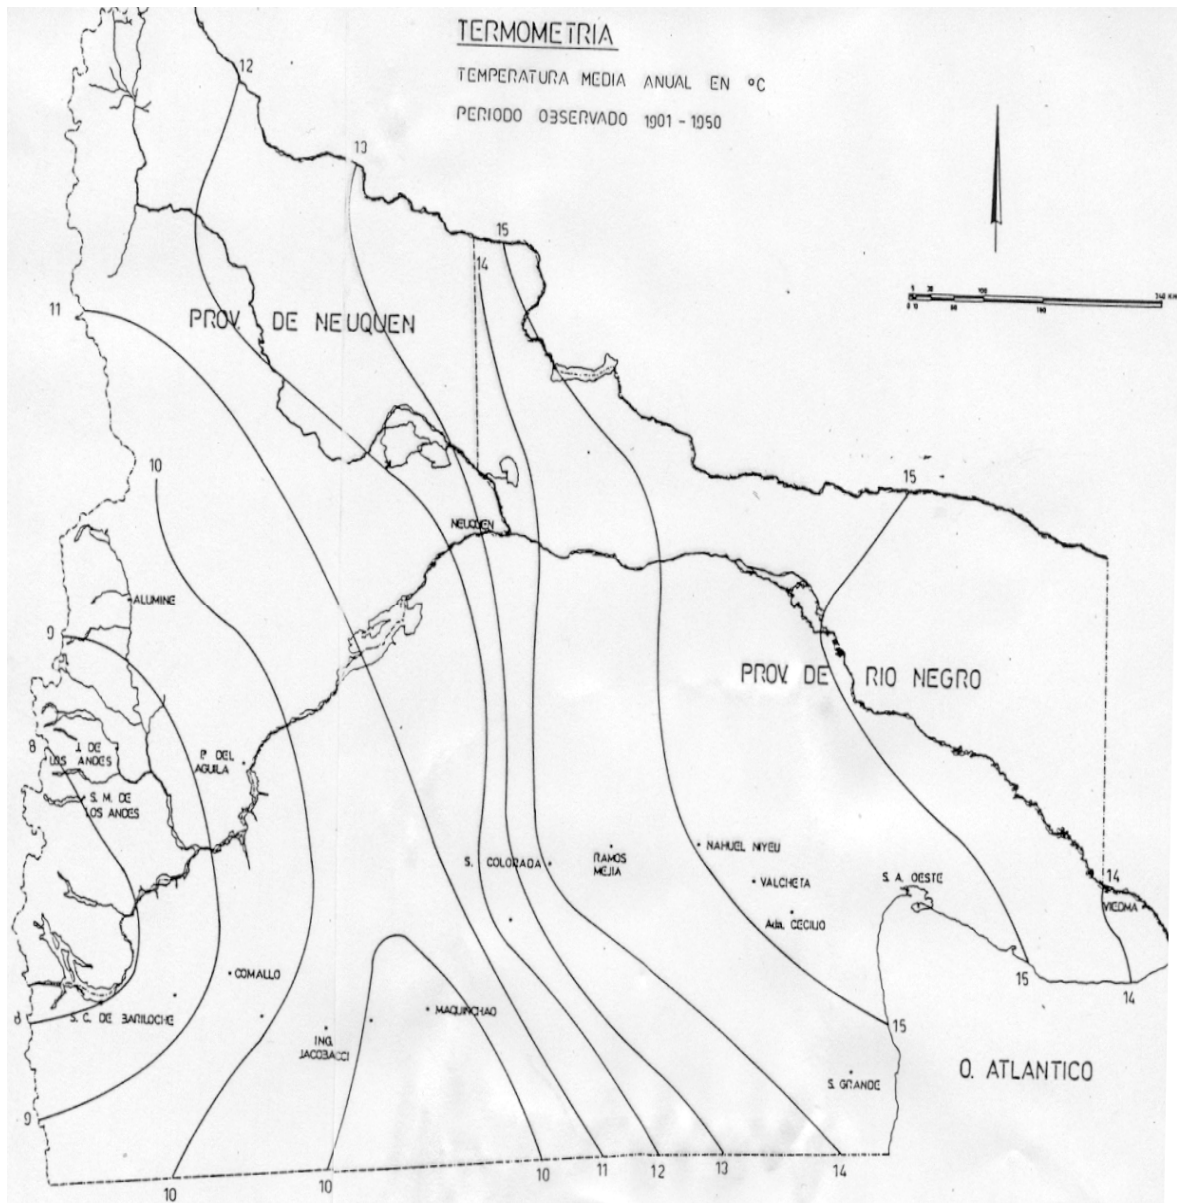 TERMOMETRIA
TEMPERATURA MEDIA ANUAL EN °C
PERIODO OBSERVADO 1901 - 1950
12
13
15
14
11
PROV. DE NEUQUEN
10
15
NEUQUEN
ALUMINE
9
PROV. DE RIO NEGRO
8
J. DE
LOS ANDES
P. DEL
AGUILA
S. M. DE
LOS ANDES
S. COLORADA
RAMOS
MEJIA
NAHUEL NIYEU
VALCHETA
S. A. OESTE
14
VIEDMA
Ada. CECILIO
COMALLO
15
14
8
S. C. DE BARILOCHE
MAQUINCHAO
ING.
JACOBACCI
15
O. ATLANTICO
S. GRANDE
9
10
10
10
11
12
13
14